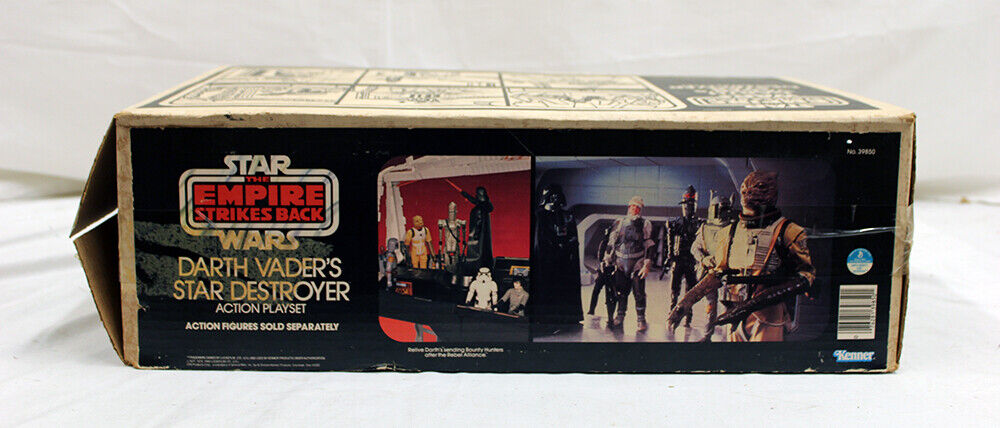 STAR
THE
EMPIRE
STRIKES BACK
WARS
DARTH VADER'S
STAR DESTROYER
ACTION PLAYSET
ACTION FIGURES SOLD SEPARATELY
Relive Darth's sending Bounty Hunters
after the Rebel Alliance.
No. 39850
Kenner